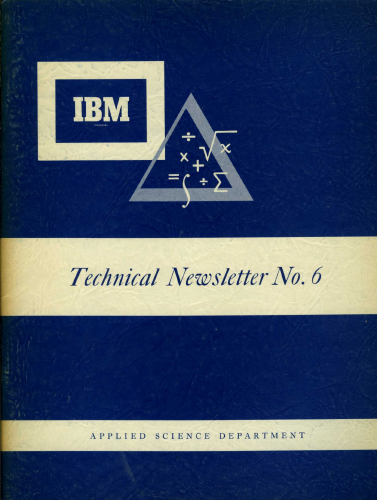 IBM
÷ √x
× +
= ∫ ÷ Σ
Technical Newsletter No. 6
APPLIED SCIENCE DEPARTMENT